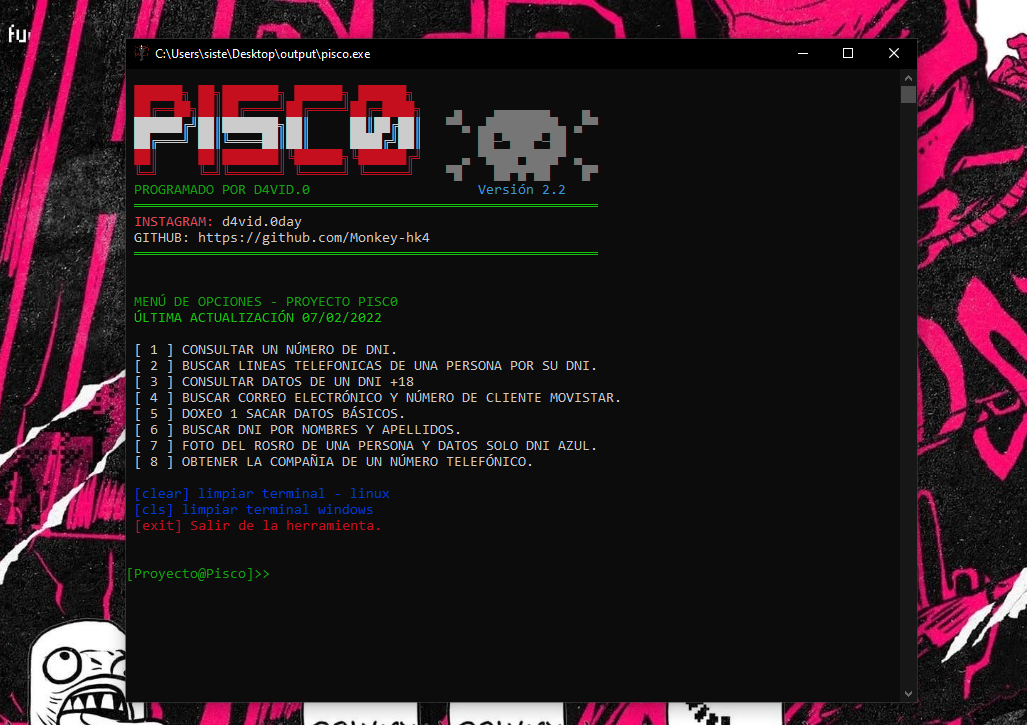 fu
C:\Users\siste\Desktop\output\pisco.exe
PISC0
PROGRAMADO POR D4VID.0 Versión 2.2
INSTAGRAM: d4vid.0day
GITHUB: https://github.com/Monkey-hk4
MENÚ DE OPCIONES - PROYECTO PISC0
ÚLTIMA ACTUALIZACIÓN 07/02/2022
[ 1 ] CONSULTAR UN NÚMERO DE DNI.
[ 2 ] BUSCAR LINEAS TELEFONICAS DE UNA PERSONA POR SU DNI.
[ 3 ] CONSULTAR DATOS DE UN DNI +18
[ 4 ] BUSCAR CORREO ELECTRÓNICO Y NÚMERO DE CLIENTE MOVISTAR.
[ 5 ] DOXEO 1 SACAR DATOS BÁSICOS.
[ 6 ] BUSCAR DNI POR NOMBRES Y APELLIDOS.
[ 7 ] FOTO DEL ROSRO DE UNA PERSONA Y DATOS SOLO DNI AZUL.
[ 8 ] OBTENER LA COMPAÑIA DE UN NÚMERO TELEFÓNICO.
[clear] limpiar terminal - linux
[cls] limpiar terminal windows
[exit] Salir de la herramienta.
[Proyecto@Pisco]>>